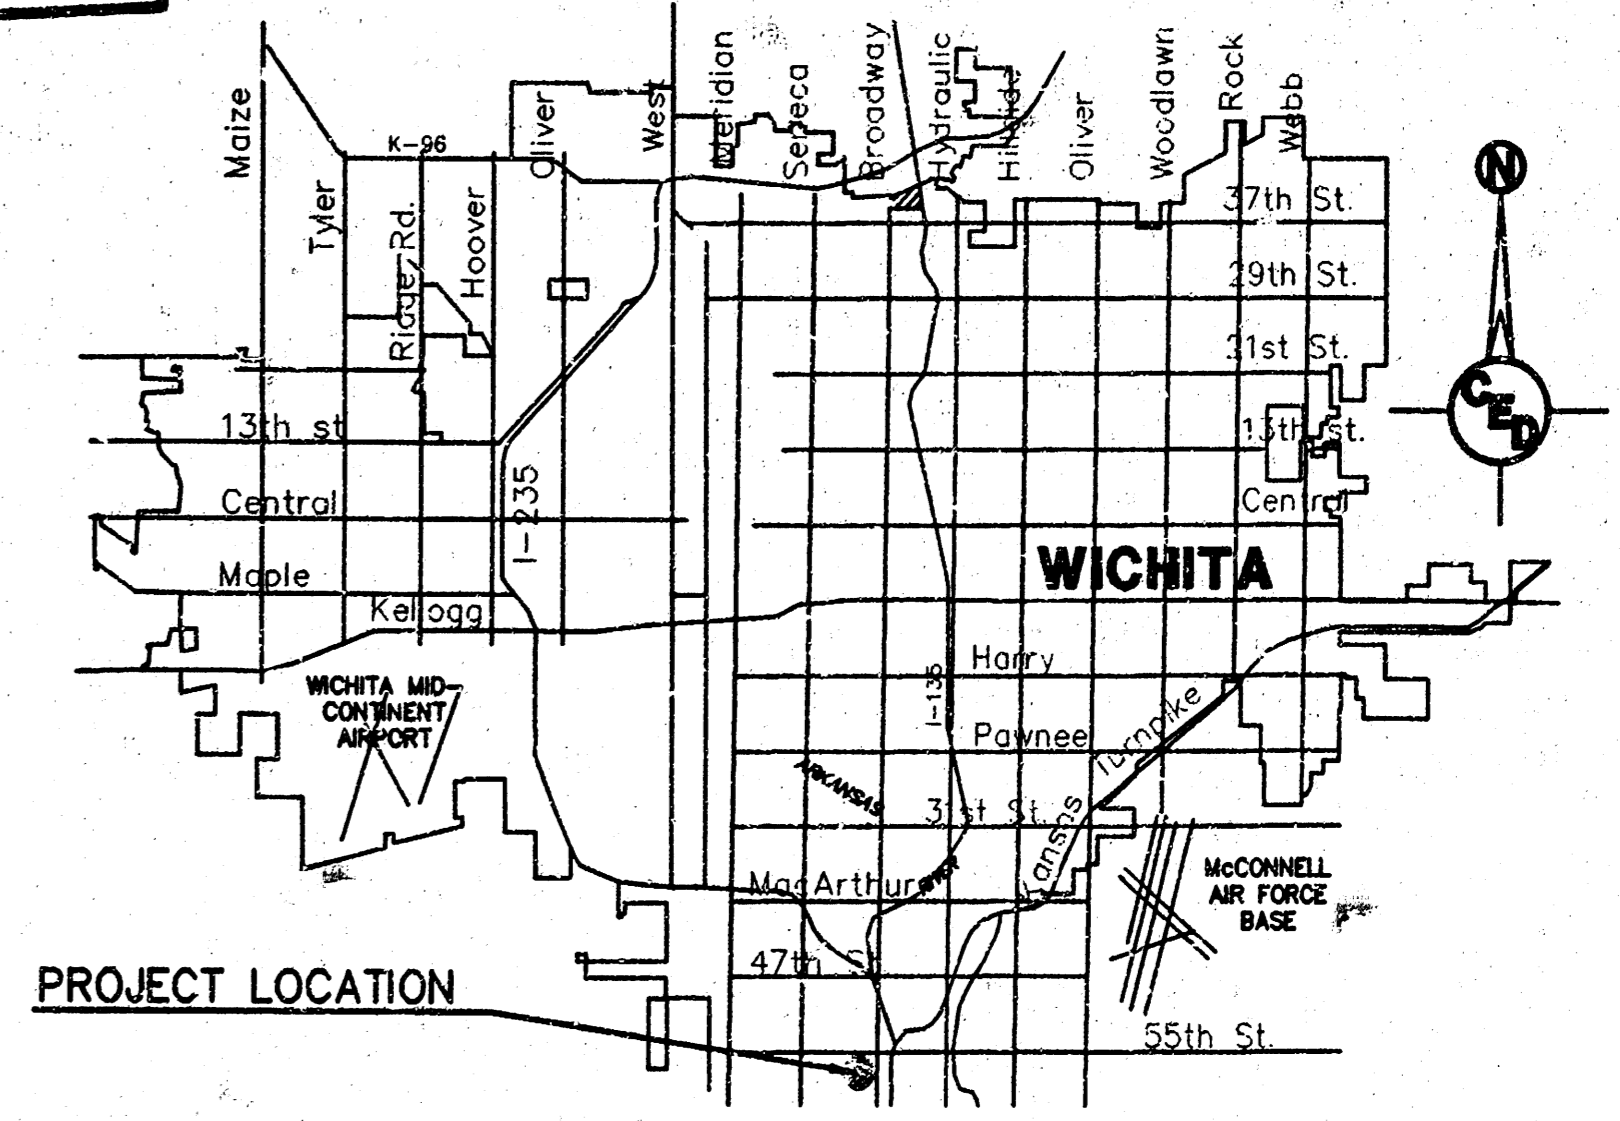 Maize
Tyler
K-96
Ridge Rd.
Hoover
Oliver
West
Meridian
Seneca
Broadway
Hydraulic
Hillside
Oliver
Woodlawn
Rock
Webb
N
37th St.
29th St.
21st St.
13th st
13th st.
CED
Central
Central
I-235
WICHITA
Maple
Kellogg
Harry
I-135
WICHITA MID-
CONTINENT
AIRPORT
Pawnee
Turnpike
ARKANSAS
31st St.
Kansas
MacArthur
RIVER
McCONNELL
AIR FORCE
BASE
47th
PROJECT LOCATION
55th St.